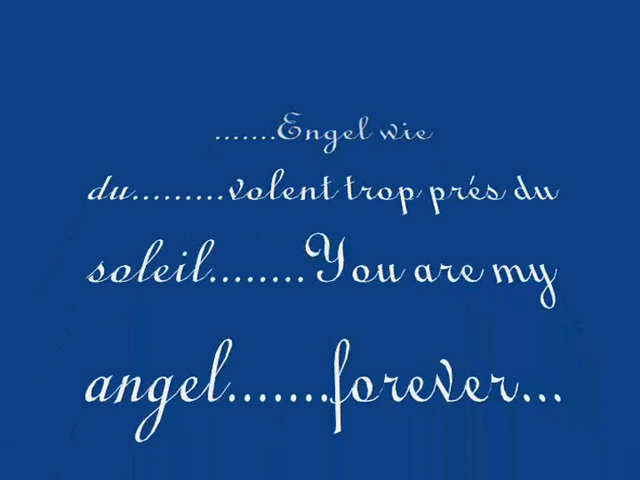 .......Engel wie
du.........volent trop prés du
soleil........You are my
angel.......forever...